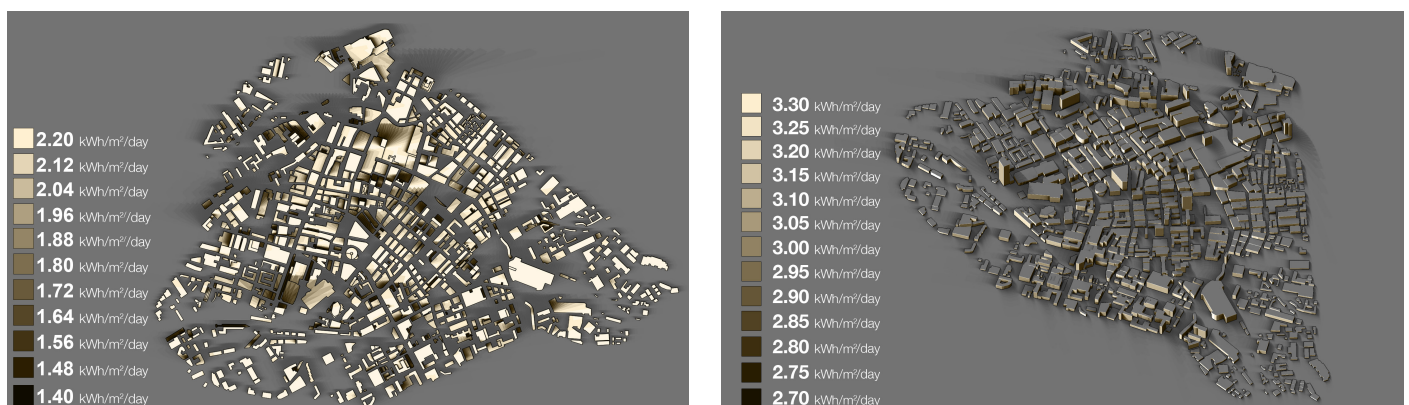 2.20 kWh/m²/day
2.12 kWh/m²/day
2.04 kWh/m²/day
1.96 kWh/m²/day
1.88 kWh/m²/day
1.80 kWh/m²/day
1.72 kWh/m²/day
1.64 kWh/m²/day
1.56 kWh/m²/day
1.48 kWh/m²/day
1.40 kWh/m²/day
3.30 kWh/m²/day
3.25 kWh/m²/day
3.20 kWh/m²/day
3.15 kWh/m²/day
3.10 kWh/m²/day
3.05 kWh/m²/day
3.00 kWh/m²/day
2.95 kWh/m²/day
2.90 kWh/m²/day
2.85 kWh/m²/day
2.80 kWh/m²/day
2.75 kWh/m²/day
2.70 kWh/m²/day